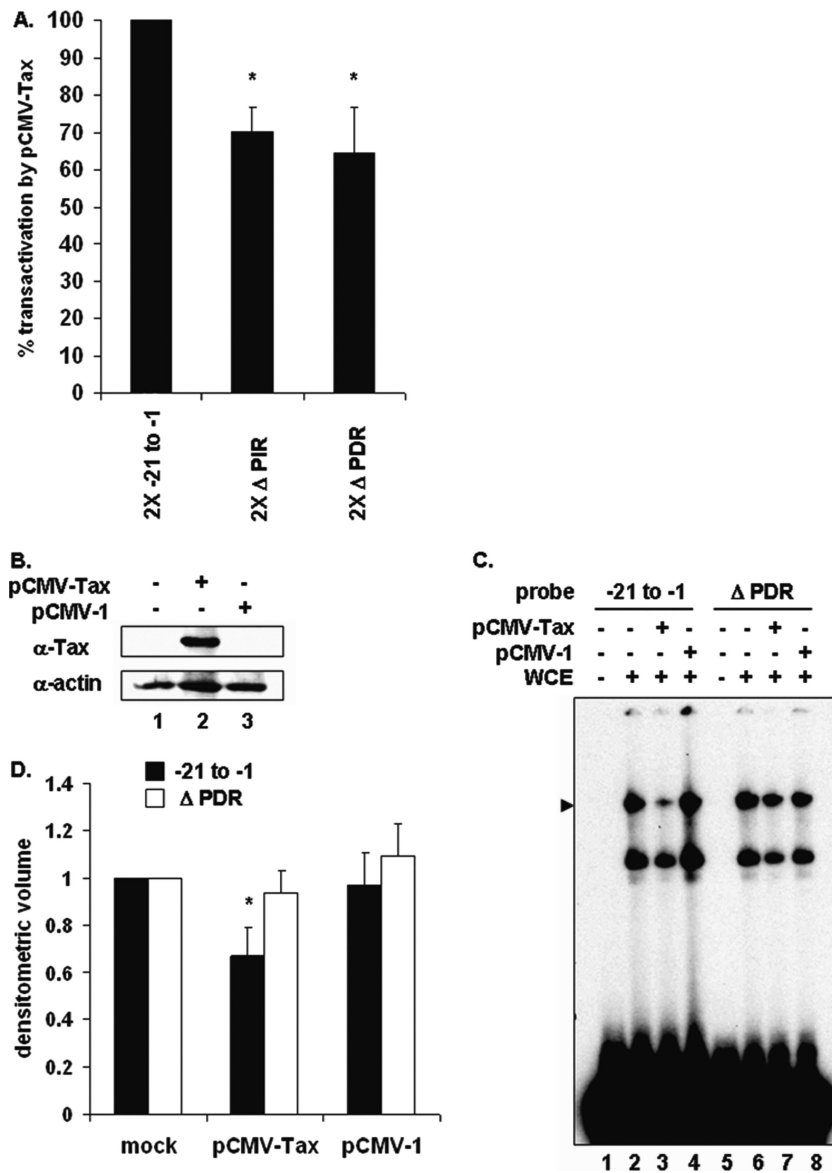 A.
% transactivation by pCMV-Tax
100
90
80
70
60
50
40
30
20
10
0
* *
2X -21 to -1
2X Δ PIR
2X Δ PDR
B.
pCMV-Tax - + -
pCMV-1 - - +
α-Tax
α-actin
1 2 3
C.
probe -21 to -1 Δ PDR
pCMV-Tax - - + - - - + -
pCMV-1 - - - + - - - +
WCE - + + + - + + +
1 2 3 4 5 6 7 8
D.
-21 to -1
Δ PDR
densitometric volume
1.4
1.2
1
0.8
0.6
0.4
0.2
0
*
mock pCMV-Tax pCMV-1